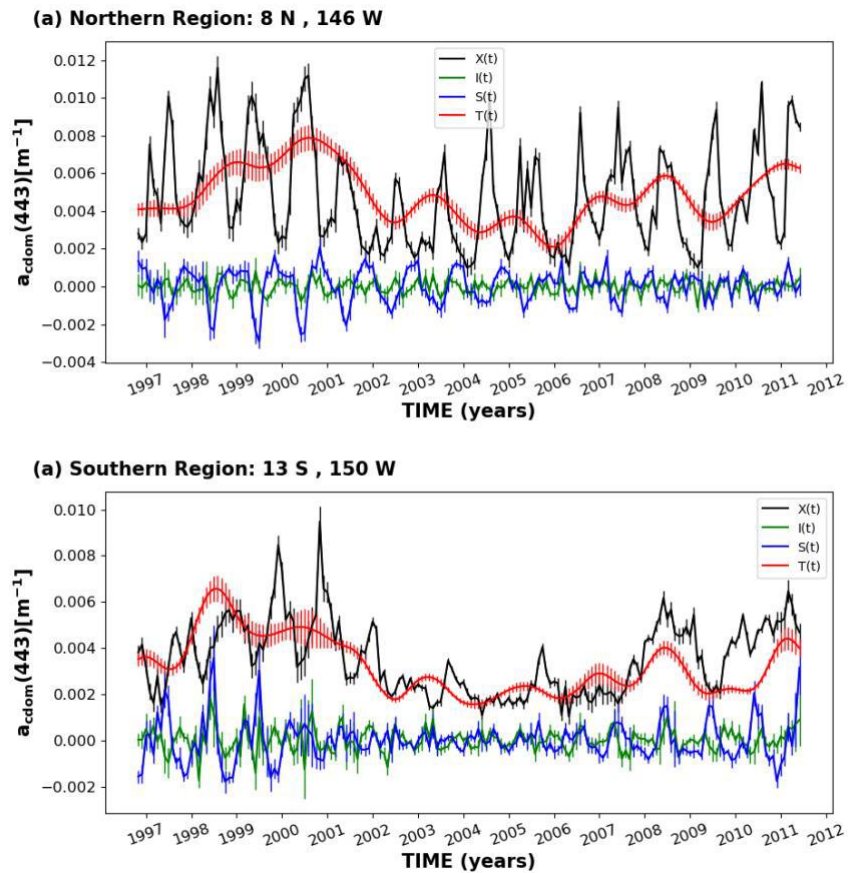 (a) Northern Region: 8 N , 146 W
X(t)
I(t)
S(t)
T(t)
0.012
0.010
0.008
0.006
0.004
0.002
0.000
−0.002
−0.004
a_cdom(443)[m⁻¹]
1997 1998 1999 2000 2001 2002 2003 2004 2005 2006 2007 2008 2009 2010 2011 2012
TIME (years)
(a) Southern Region: 13 S , 150 W
X(t)
I(t)
S(t)
T(t)
0.010
0.008
0.006
0.004
0.002
0.000
−0.002
a_cdom(443)[m⁻¹]
1997 1998 1999 2000 2001 2002 2003 2004 2005 2006 2007 2008 2009 2010 2011 2012
TIME (years)